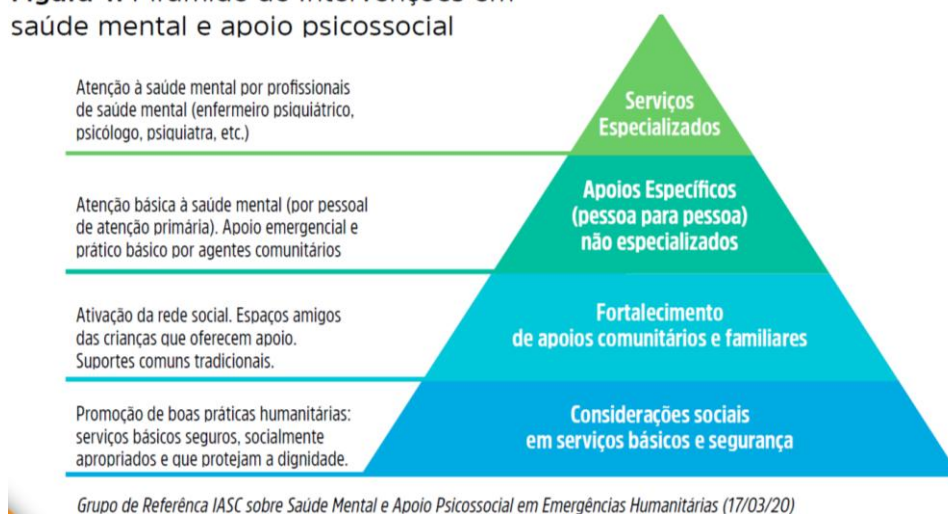 saúde mental e apoio psicossocial
Atenção à saúde mental por profissionais
de saúde mental (enfermeiro psiquiátrico,
psicólogo, psiquiatra, etc.)
Serviços
Especializados
Atenção básica à saúde mental (por pessoal
de atenção primária). Apoio emergencial e
prático básico por agentes comunitários
Apoios Específicos
(pessoa para pessoa)
não especializados
Ativação da rede social. Espaços amigos
das crianças que oferecem apoio.
Suportes comuns tradicionais.
Fortalecimento
de apoios comunitários e familiares
Promoção de boas práticas humanitárias:
serviços básicos seguros, socialmente
apropriados e que protejam a dignidade.
Considerações sociais
em serviços básicos e segurança
Grupo de Referênca IASC sobre Saúde Mental e Apoio Psicossocial em Emergências Humanitárias (17/03/20)